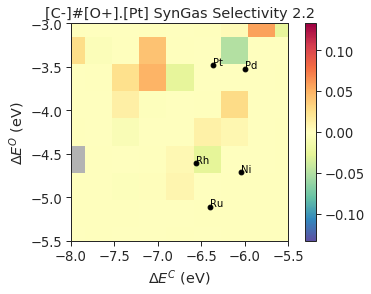 [C-]#[O+].[Pt] SynGas Selectivity 2.2
−3.0
−3.5
−4.0
−4.5
−5.0
−5.5
ΔE^O (eV)
Pt
Pd
Rh
Ni
Ru
−8.0 −7.5 −7.0 −6.5 −6.0 −5.5
ΔE^C (eV)
0.10
0.05
0.00
−0.05
−0.10